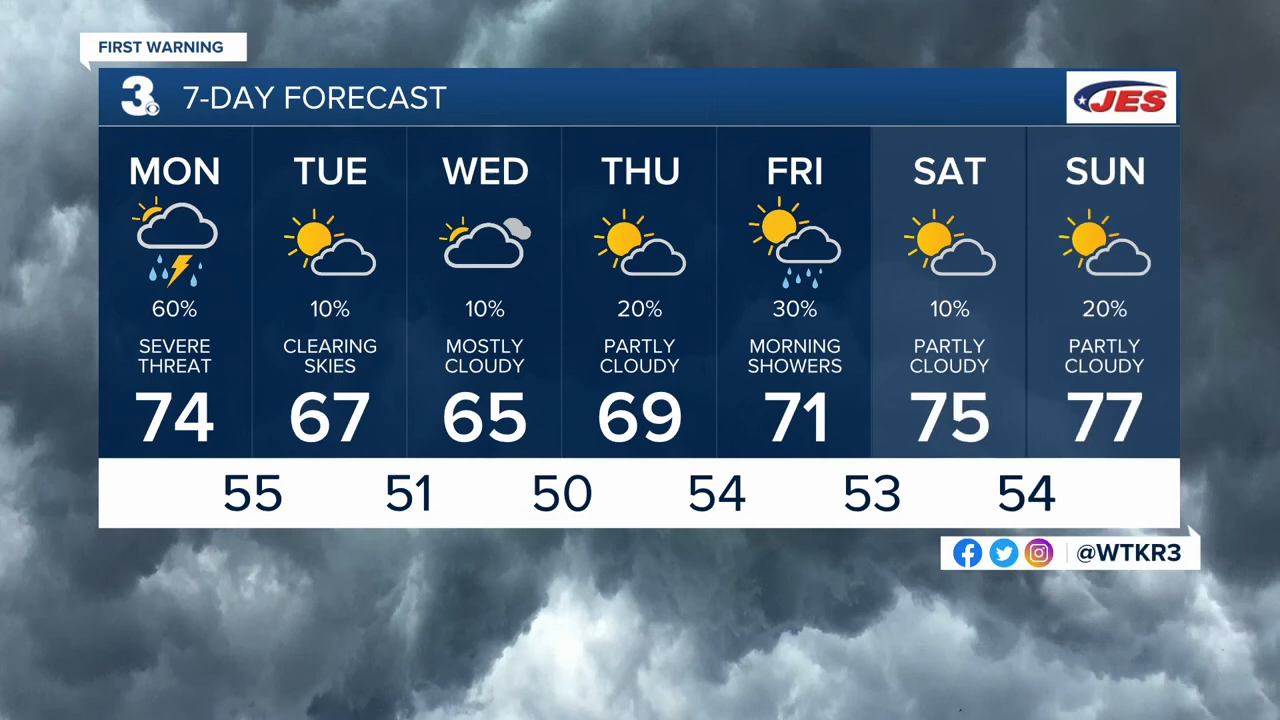 FIRST WARNING
3 7-DAY FORECAST
JES
MON TUE WED THU FRI SAT SUN
60% 10% 10% 20% 30% 10% 20%
SEVERE CLEARING MOSTLY PARTLY MORNING PARTLY PARTLY
THREAT SKIES CLOUDY CLOUDY SHOWERS CLOUDY CLOUDY
74 67 65 69 71 75 77
55 51 50 54 53 54
@WTKR3